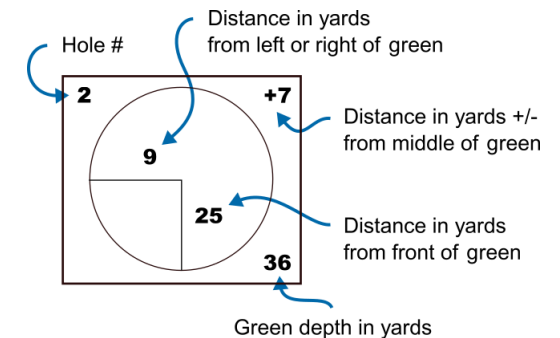 Distance in yards
from left or right of green
Hole #
2
+7
Distance in yards +/-
from middle of green
9
25
Distance in yards
from front of green
36
Green depth in yards